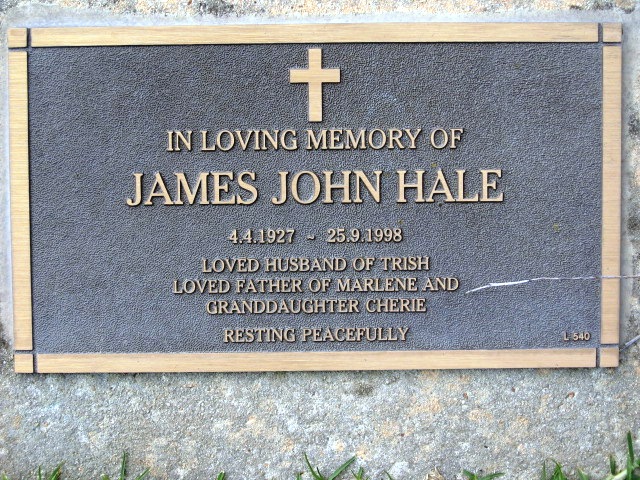 IN LOVING MEMORY OF
JAMES JOHN HALE
4.4.1927 ~ 25.9.1998
LOVED HUSBAND OF TRISH
LOVED FATHER OF MARLENE AND
GRANDDAUGHTER CHERIE
RESTING PEACEFULLY
L 540